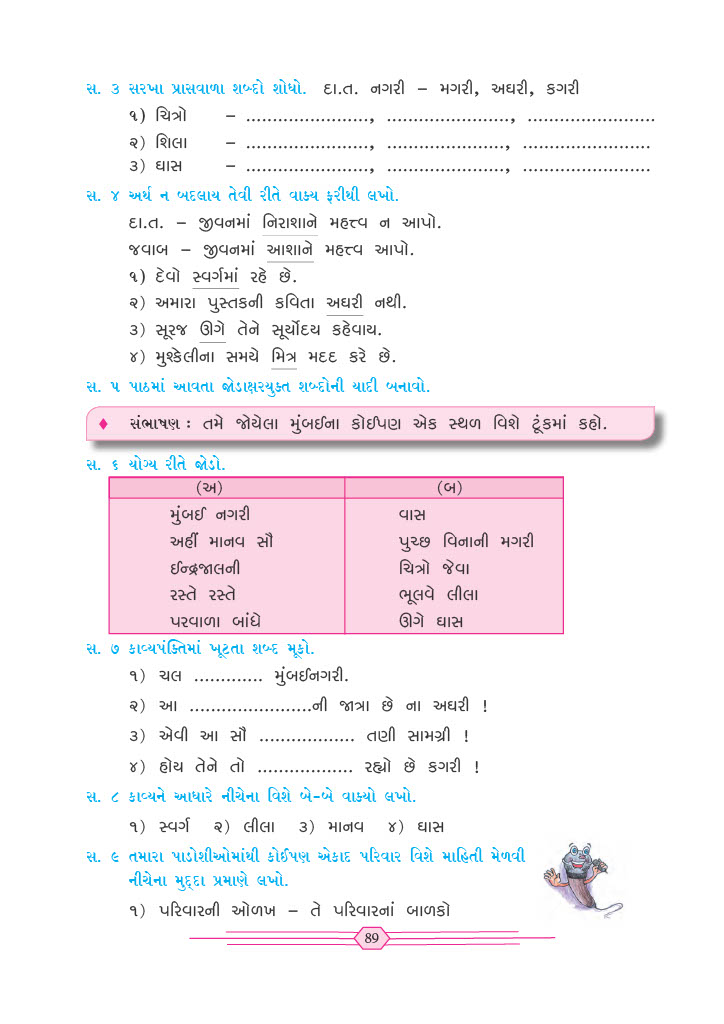 સ. ૩ સરખા પ્રાસવાળા શબ્દો શોધો. દા.ત. નગરી – મગરી, અઘરી, કગરી
૧) ચિત્રો – ......................., ......................., ........................
૨) શિલા – ......................., ......................, ........................
૩) ઘાસ – ......................., ......................, ........................
સ. ૪ અર્થ ન બદલાય તેવી રીતે વાક્ય ફરીથી લખો.
દા.ત. – જીવનમાં નિરાશાને મહત્ત્વ ન આપો.
જવાબ – જીવનમાં આશાને મહત્ત્વ આપો.
૧) દેવો સ્વર્ગમાં રહે છે.
૨) અમારા પુસ્તકની કવિતા અઘરી નથી.
૩) સૂરજ ઊગે તેને સૂર્યોદય કહેવાય.
૪) મુશ્કેલીના સમયે મિત્ર મદદ કરે છે.
સ. ૫ પાઠમાં આવતા જોડાક્ષરયુક્ત શબ્દોની યાદી બનાવો.
♦ સંભાષણ : તમે જોયેલા મુંબઈના કોઈપણ એક સ્થળ વિશે ટૂંકમાં કહો.
સ. ૬ યોગ્ય રીતે જોડો.
(અ) (બ)
મુંબઈ નગરી વાસ
અહીં માનવ સૌ પુચ્છ વિનાની મગરી
ઈન્દ્રજાલની ચિત્રો જેવા
રસ્તે રસ્તે ભૂલવે લીલા
પરવાળા બાંધે ઊગે ઘાસ
સ. ૭ કાવ્યપંક્તિમાં ખૂટતા શબ્દ મૂકો.
૧) ચલ ............. મુંબઈનગરી.
૨) આ .......................ની જાત્રા છે ના અઘરી !
૩) એવી આ સૌ .................. તણી સામગ્રી !
૪) હોય તેને તો .................. રહ્યો છે કગરી !
સ. ૮ કાવ્યને આધારે નીચેના વિશે બે-બે વાક્યો લખો.
૧) સ્વર્ગ ૨) લીલા ૩) માનવ ૪) ઘાસ
સ. ૯ તમારા પાડોશીઓમાંથી કોઈપણ એકાદ પરિવાર વિશે માહિતી મેળવી
નીચેના મુદ્દા પ્રમાણે લખો.
૧) પરિવારની ઓળખ – તે પરિવારનાં બાળકો
89